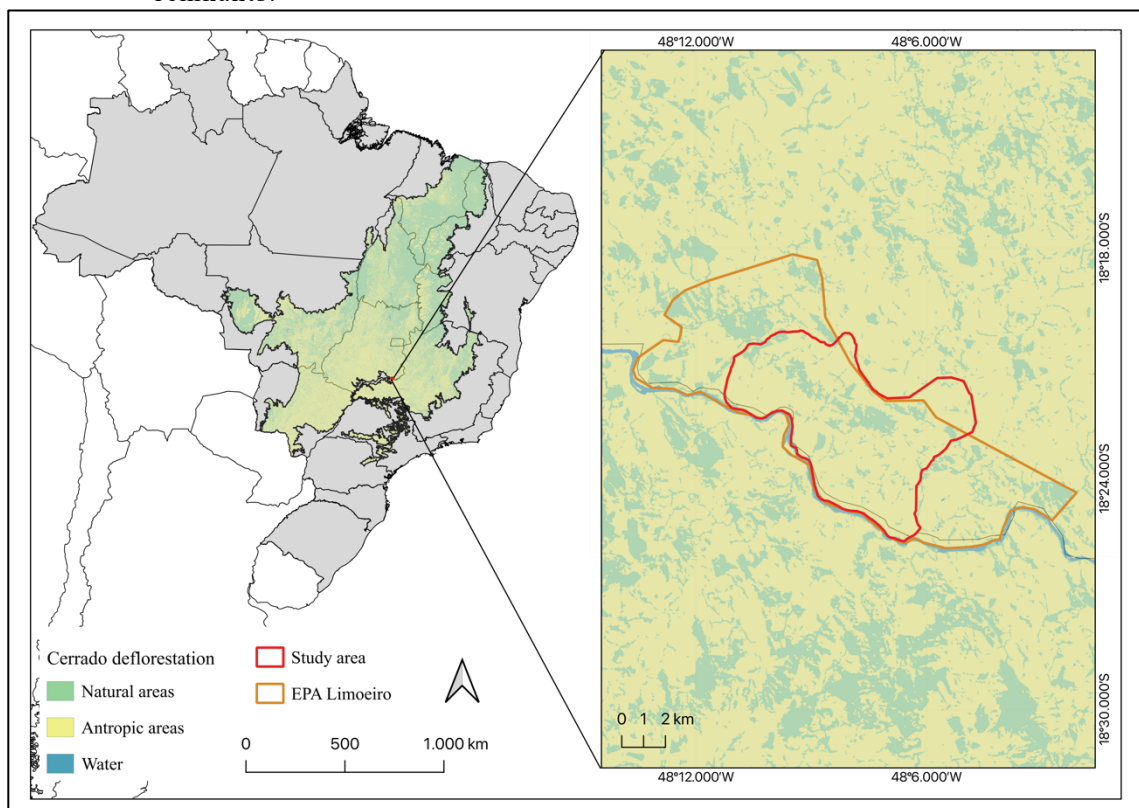 48°12.000'W 48°6.000'W
18°18.000'S
18°24.000'S
18°30.000'S
Cerrado deflorestation
Natural areas
Antropic areas
Water
Study area
EPA Limoeiro
0 500 1.000 km
0 1 2 km
48°12.000'W 48°6.000'W